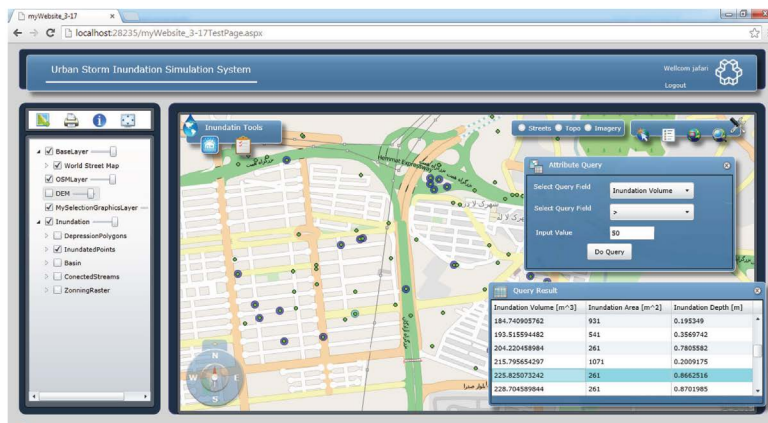 myWebsite_3-17
localhost:28235/myWebsite_3-17TestPage.aspx
Urban Storm Inundation Simulation System
Wellcom jafari
Logout
Inundatin Tools
Streets
Topo
Imagery
BaseLayer
World Street Map
OSMLayer
DEM
MySelectionGraphicsLayer
Inundation
DepressionPolygons
InundatedPoints
Basin
ConectedStreams
ZonningRaster
Hemmat Expressway
Attribute Query
Select Query Field
Inundation Volume
Select Query Field
>
Input Value
50
Do Query
Query Result
Inundation Volume [m^3] Inundation Area [m^2] Inundation Depth [m]
184.740905762 931 0.195349
193.515594482 541 0.3569742
204.220458984 261 0.7805582
215.795654297 1071 0.2009175
225.825073242 261 0.8662516
228.704589844 261 0.8701985
N
W
E
S